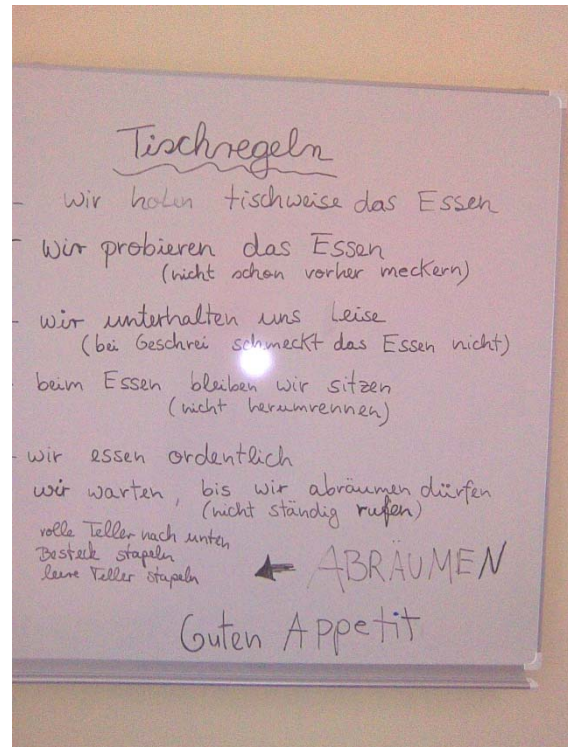 Tischregeln
- wir holen tischweise das Essen
- wir probieren das Essen
(nicht schon vorher meckern)
- wir unterhalten uns Leise
(bei Geschrei schmeckt das Essen nicht)
- beim Essen bleiben wir sitzen
(nicht herumrennen)
- wir essen ordentlich
wir warten, bis wir abräumen dürfen
(nicht ständig rufen)
volle Teller nach unten
Besteck stapeln
leere Teller stapeln
← ABRÄUMEN
Guten Appetit